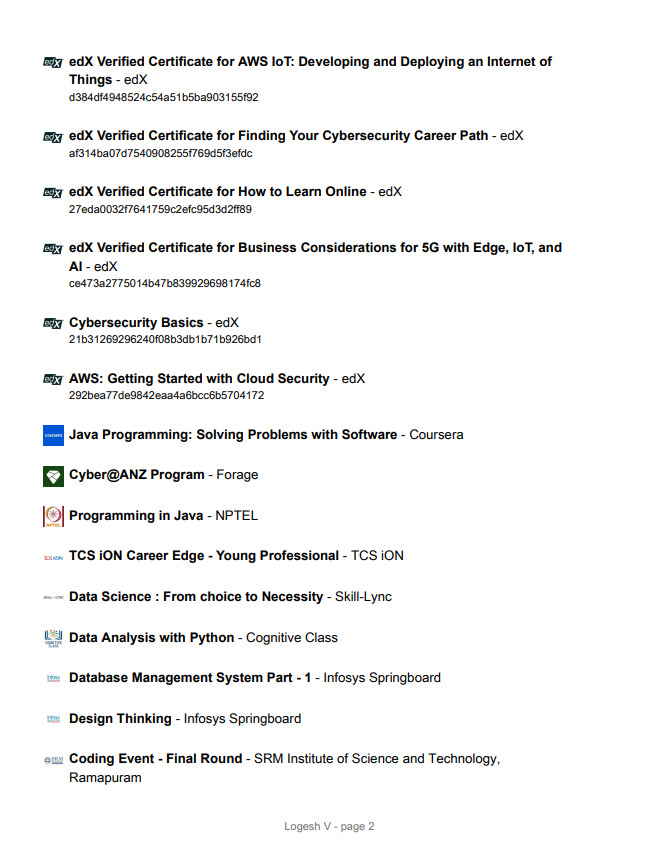 edX Verified Certificate for AWS IoT: Developing and Deploying an Internet of
Things - edX
d384df4948524c54a51b5ba903155f92
edX Verified Certificate for Finding Your Cybersecurity Career Path - edX
af314ba07d7540908255f769d5f3efdc
edX Verified Certificate for How to Learn Online - edX
27eda0032f7641759c2efc95d3d2ff89
edX Verified Certificate for Business Considerations for 5G with Edge, IoT, and
AI - edX
ce473a2775014b47b839929698174fc8
Cybersecurity Basics - edX
21b31269296240f08b3db1b71b926bd1
AWS: Getting Started with Cloud Security - edX
292bea77de9842eaa4a6bcc6b5704172
Java Programming: Solving Problems with Software - Coursera
Cyber@ANZ Program - Forage
Programming in Java - NPTEL
TCS iON Career Edge - Young Professional - TCS iON
Data Science : From choice to Necessity - Skill-Lync
Data Analysis with Python - Cognitive Class
Database Management System Part - 1 - Infosys Springboard
Design Thinking - Infosys Springboard
Coding Event - Final Round - SRM Institute of Science and Technology,
Ramapuram
Logesh V - page 2